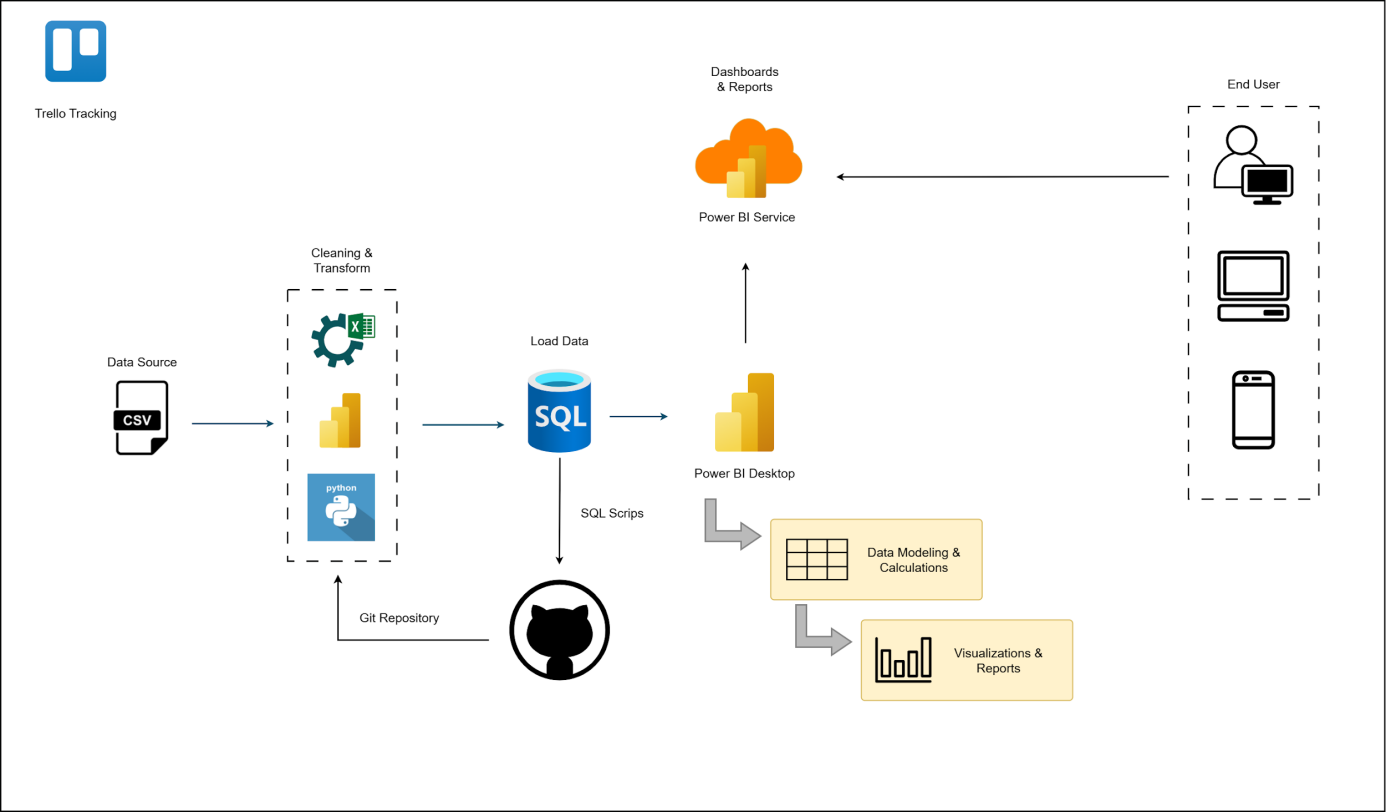 Trello Tracking
Dashboards
& Reports
Power BI Service
End User
Cleaning &
Transform
X
python
Data Source
CSV
Load Data
SQL
Power BI Desktop
SQL Scrips
Git Repository
Data Modeling &
Calculations
Visualizations &
Reports